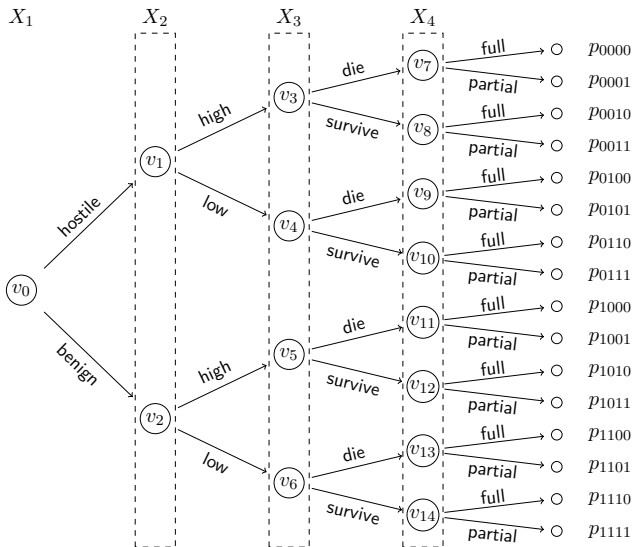 X1 X2 X3 X4
full p0000
v7
die partial p0001
v3
high survive full p0010
v8
partial p0011
v1
hostile low die full p0100
v9
partial p0101
v4
survive full p0110
v10
partial p0111
v0
die full p1000
v11
partial p1001
benign high v5
survive full p1010
v12
partial p1011
v2
low die full p1100
v13
partial p1101
v6
survive full p1110
v14
partial p1111